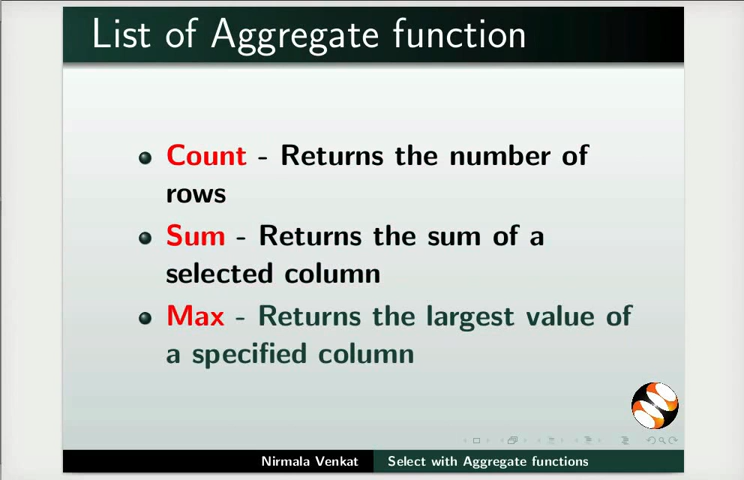 List of Aggregate function
Count - Returns the number of
rows
Sum - Returns the sum of a
selected column
Max - Returns the largest value of
a specified column
Nirmala Venkat Select with Aggregate functions